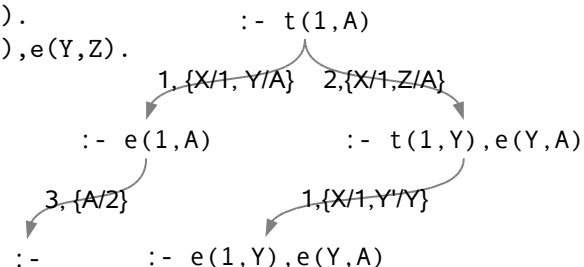 ).
),e(Y,Z).
:- t(1,A)
1, {X/1, Y/A} 2,{X/1,Z/A}
:- e(1,A) :- t(1,Y),e(Y,A)
3, {A/2} 1,{X/1,Y'/Y}
:- :- e(1,Y),e(Y,A)